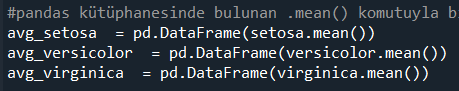 #pandas kütüphanesinde bulunan .mean() komutuyla b
avg_setosa  = pd.DataFrame(setosa.mean())
avg_versicolor  = pd.DataFrame(versicolor.mean())
avg_virginica  = pd.DataFrame(virginica.mean())